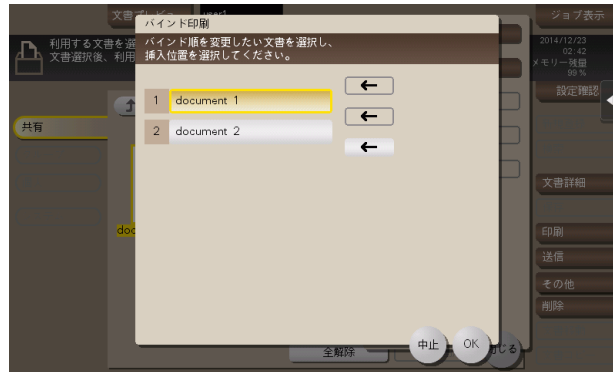 文書プレビュー user1
ジョブ表示
利用する文書を選
文書選択後、利用
バインド印刷
バインド順を変更したい文書を選択し、
挿入位置を選択してください。
2014/12/23
02:42
メモリー残量
99 %
設定確認
1 document 1
2 document 2
共有
doc
文書詳細
印刷
送信
その他
削除
全解除
中止
OK
閉じる